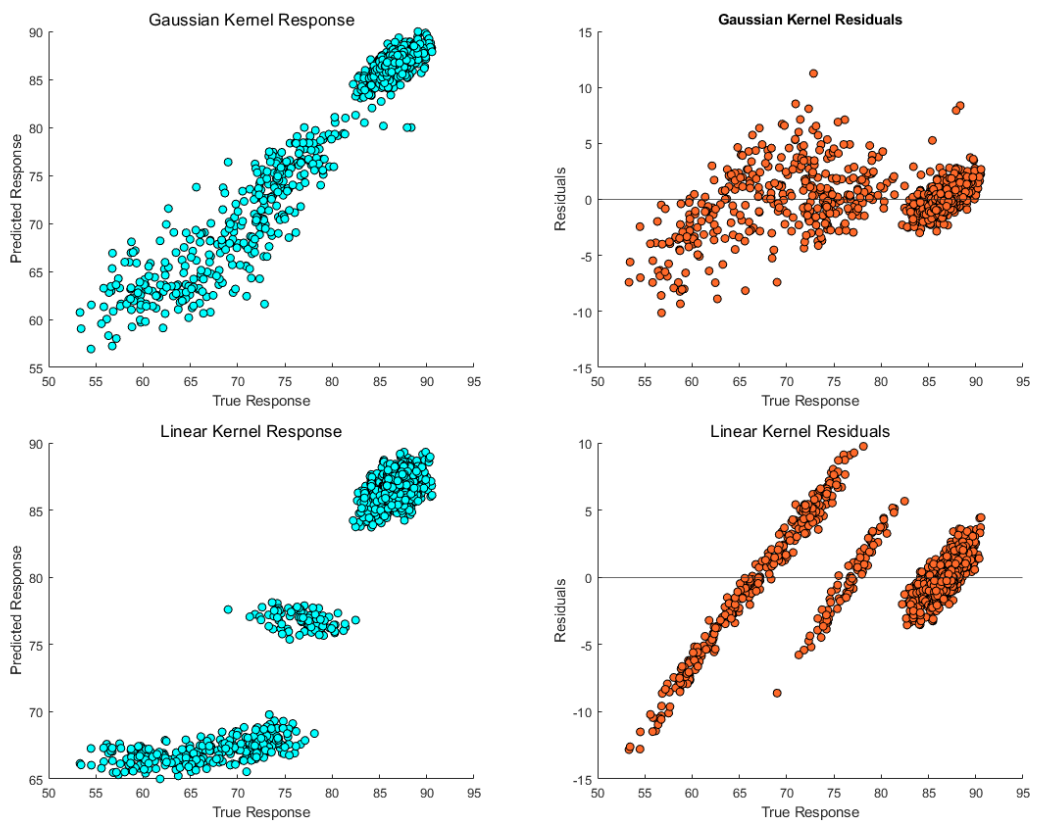 Gaussian Kernel Response
90
85
80
75
70
65
60
55
Predicted Response
50 55 60 65 70 75 80 85 90 95
True Response
Gaussian Kernel Residuals
15
10
5
0
-5
-10
-15
Residuals
50 55 60 65 70 75 80 85 90 95
True Response
Linear Kernel Response
90
85
80
75
70
65
Predicted Response
50 55 60 65 70 75 80 85 90 95
True Response
Linear Kernel Residuals
10
5
0
-5
-10
-15
Residuals
50 55 60 65 70 75 80 85 90 95
True Response